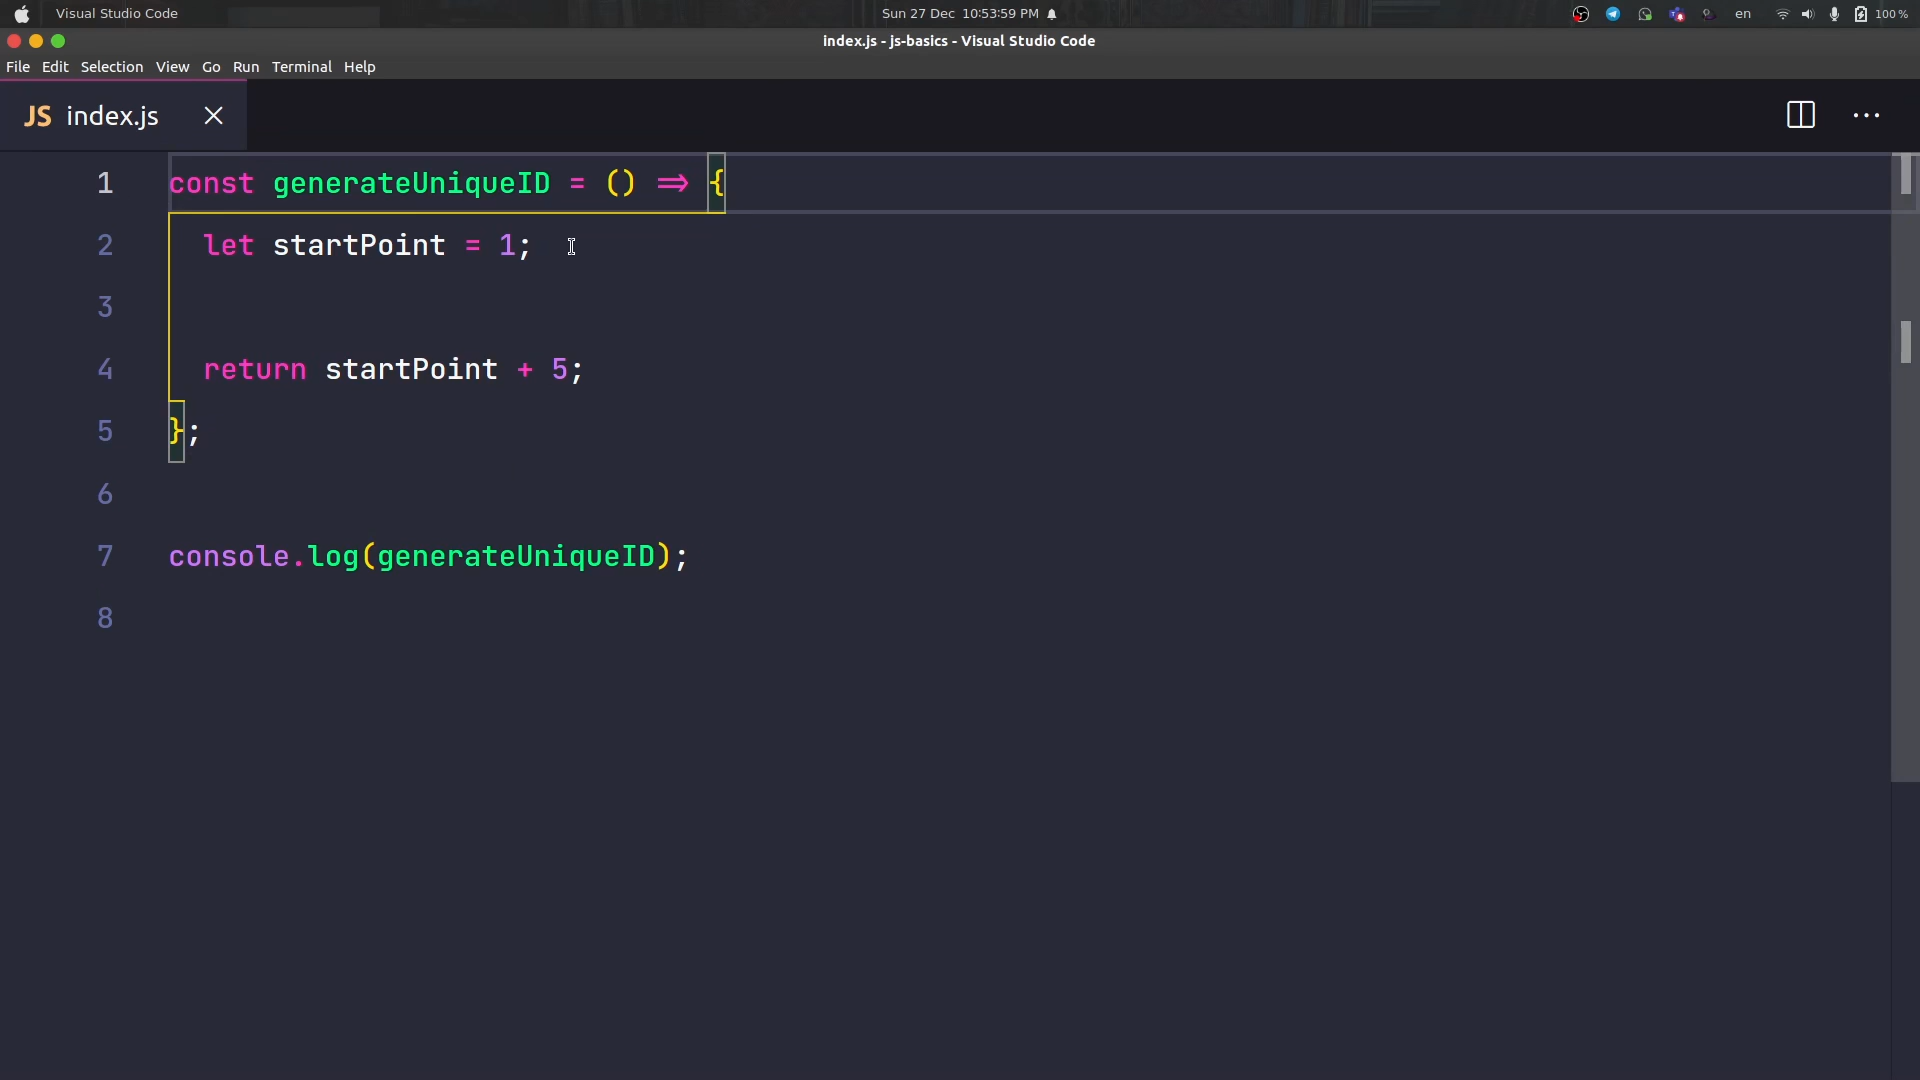 Visual Studio Code
Sun 27 Dec 10:53:59 PM
en
100 %
index.js - js-basics - Visual Studio Code
File Edit Selection View Go Run Terminal Help
JS index.js
1 const generateUniqueID = () => {
2 let startPoint = 1;
3
4 return startPoint + 5;
5 };
6
7 console.log(generateUniqueID);
8